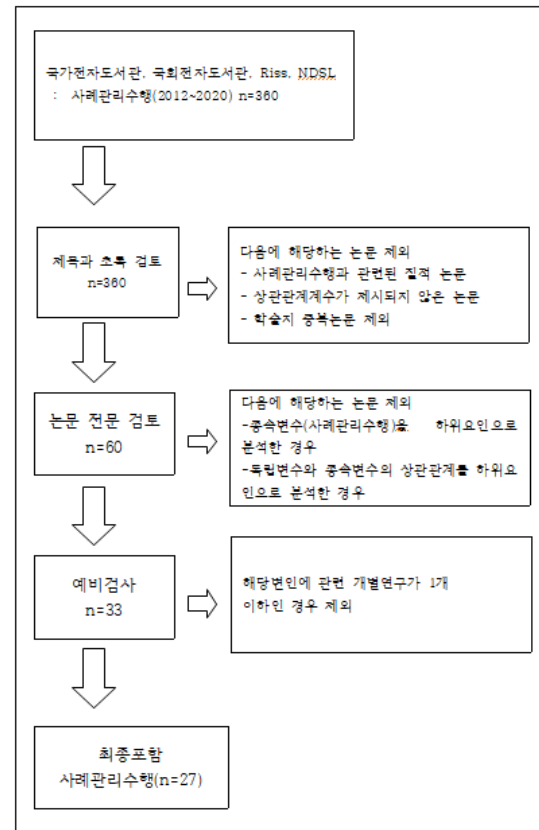 국가전자도서관, 국회전자도서관, Riss, NDSL
: 사례관리수행(2012~2020) n=360
제목과 초록 검토
n=360
다음에 해당하는 논문 제외
- 사례관리수행과 관련된 질적 논문
- 상관관계계수가 제시되지 않은 논문
- 학술지 중복논문 제외
논문 전문 검토
n=60
다음에 해당하는 논문 제외
-종속변수(사례관리수행)을 하위요인으로
분석한 경우
-독립변수와 종속변수의 상관관계를 하위요
인으로 분석한 경우
예비검사
n=33
해당변인에 관련 개별연구가 1개
이하인 경우 제외
최종포함
사례관리수행(n=27)